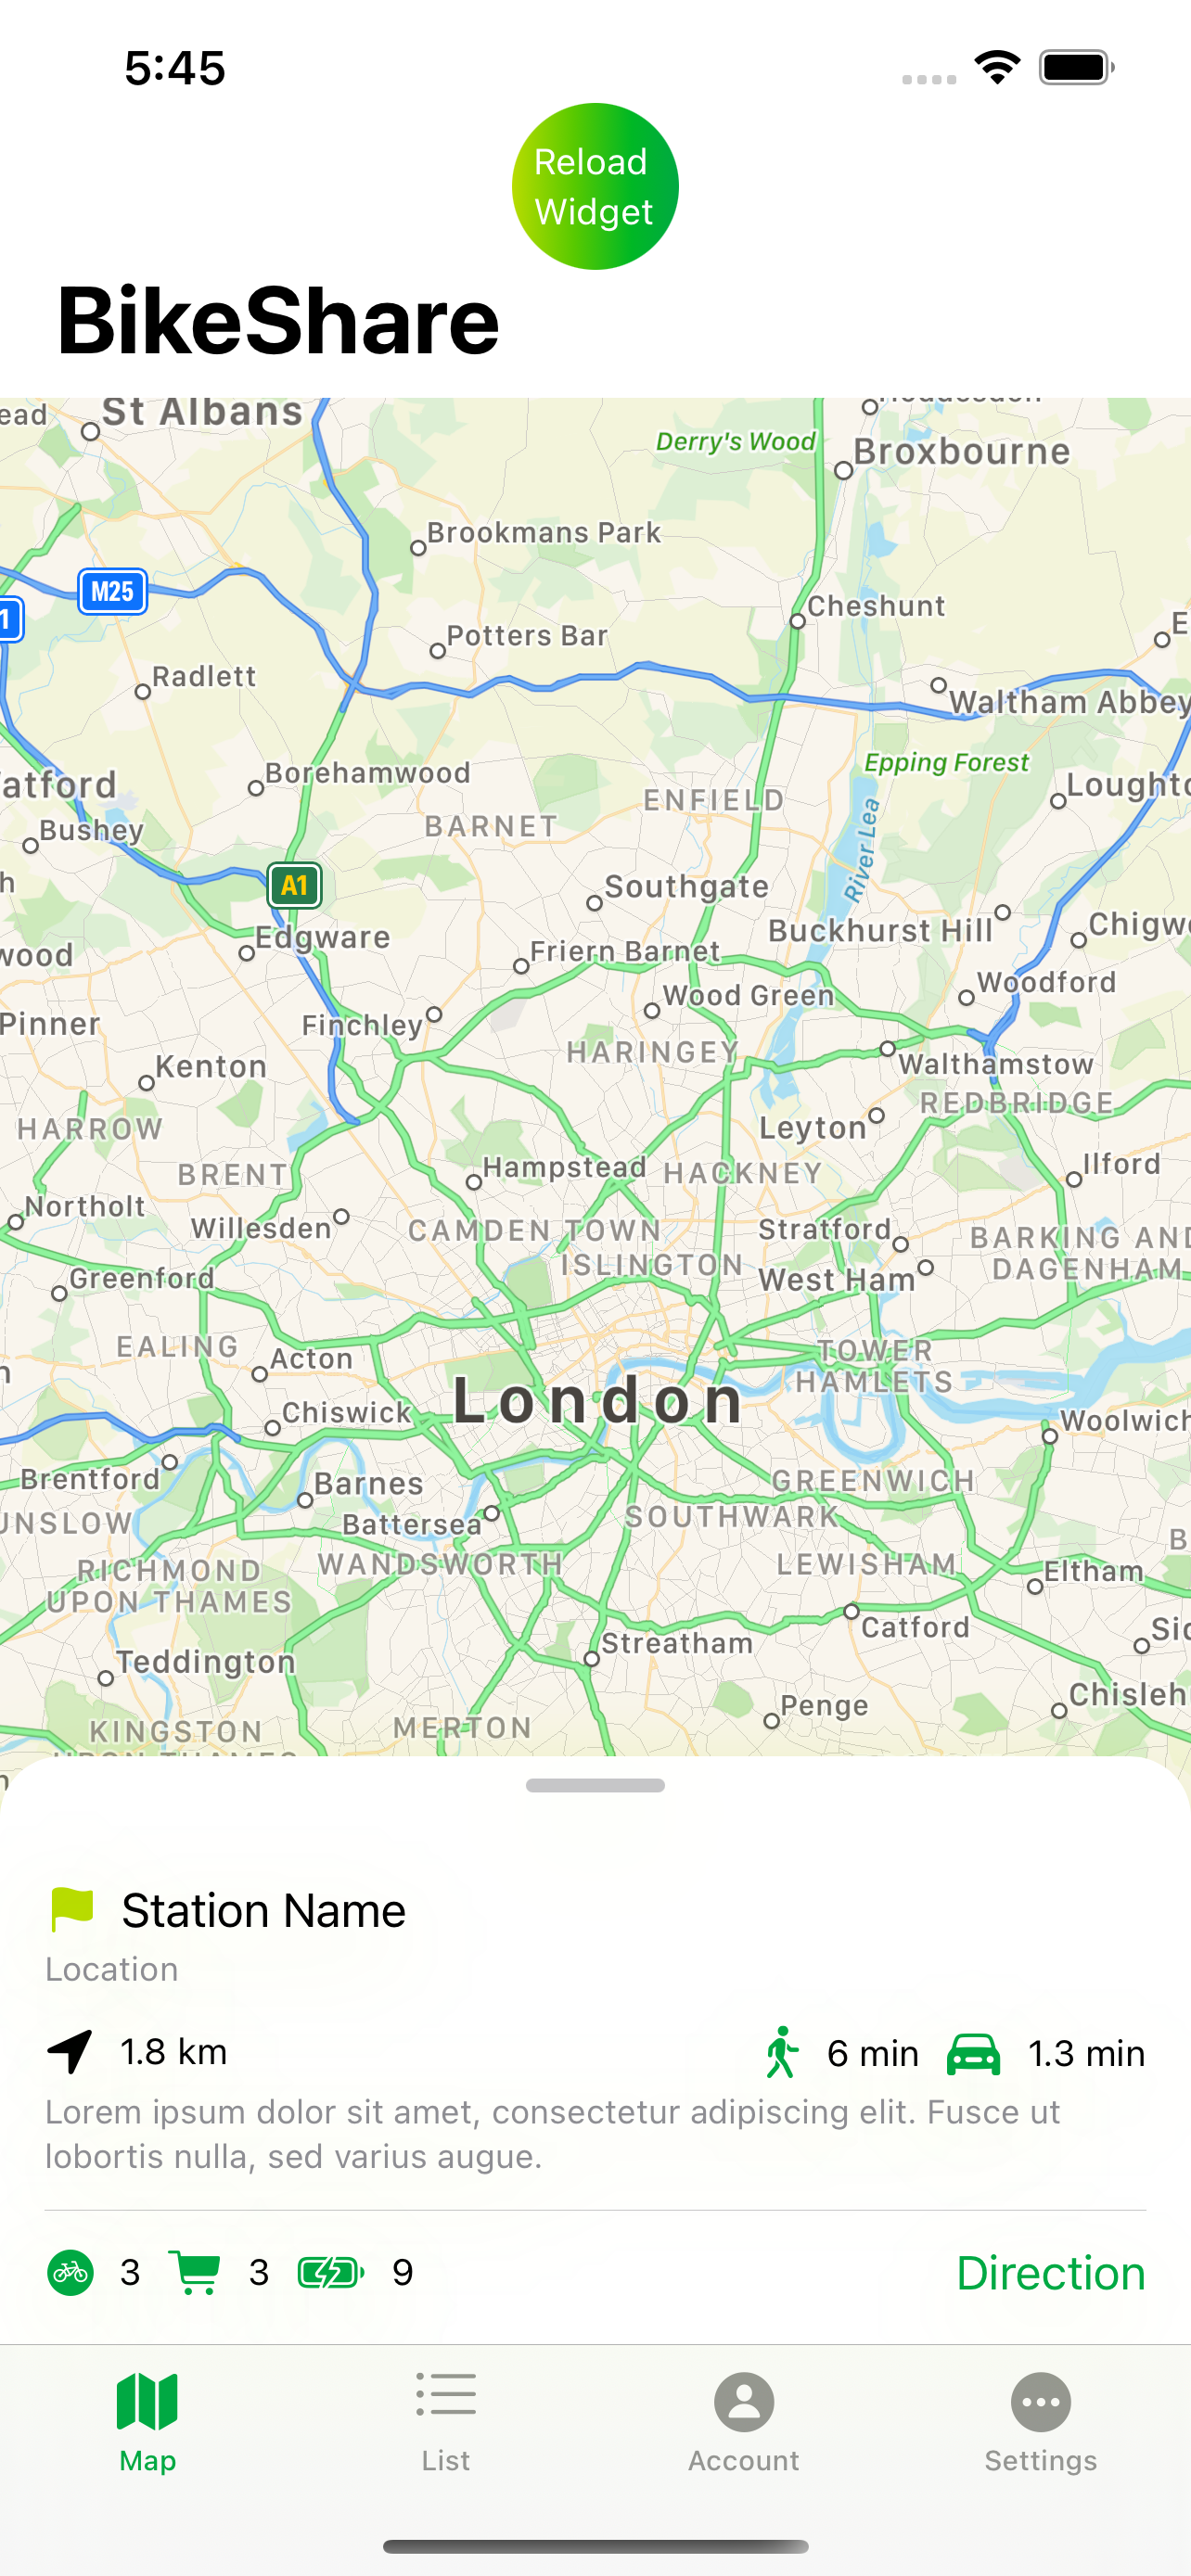 5:45
Reload
Widget
BikeShare
St Albans
Derry's Wood
Broxbourne
Brookmans Park
M25
Cheshunt
Potters Bar
Radlett
Waltham Abbey
Epping Forest
Borehamwood
ENFIELD
BARNET
Bushey
River Lea
A1
Southgate
Buckhurst Hill
Edgware
Friern Barnet
Woodford
Wood Green
Pinner
Finchley
HARINGEY
Kenton
Walthamstow
REDBRIDGE
HARROW
Leyton
Hampstead
HACKNEY
Ilford
BRENT
Northolt
Willesden
CAMDEN TOWN
Stratford
BARKING AND
DAGENHAM
ISLINGTON
West Ham
Greenford
EALING
Acton
TOWER
HAMLETS
London
Chiswick
Woolwich
Brentford
Barnes
GREENWICH
Battersea
SOUTHWARK
RICHMOND
UPON THAMES
WANDSWORTH
LEWISHAM
Eltham
Catford
Streatham
Teddington
Penge
KINGSTON
UPON THAMES
MERTON
Station Name
Location
1.8 km
6 min
1.3 min
Lorem ipsum dolor sit amet, consectetur adipiscing elit. Fusce ut
lobortis nulla, sed varius augue.
3
3
9
Direction
Map
List
Account
Settings